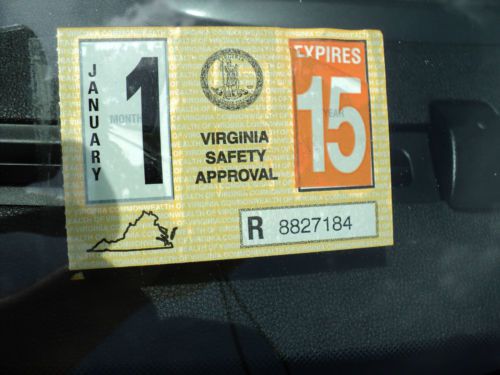 JANUARY
MONTH
1
VIRGINIA
SAFETY
APPROVAL
EXPIRES
YEAR
15
R 8827184